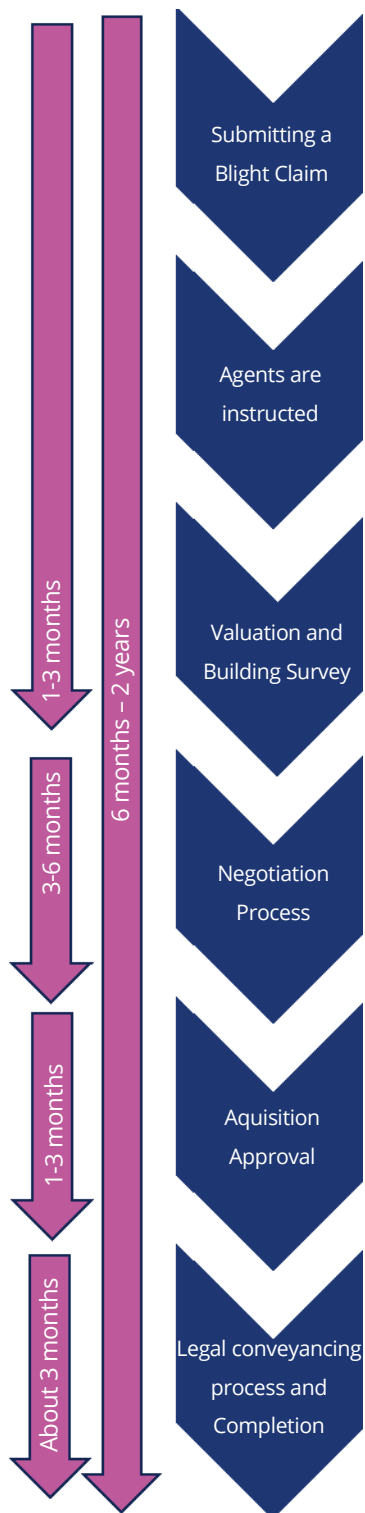 Submitting a
Blight Claim
Agents are
instructed
Valuation and
Building Survey
1-3 months
6 months – 2 years
Negotiation
Process
3-6 months
Aquisition
Approval
1-3 months
Legal conveyancing
process and
Completion
About 3 months